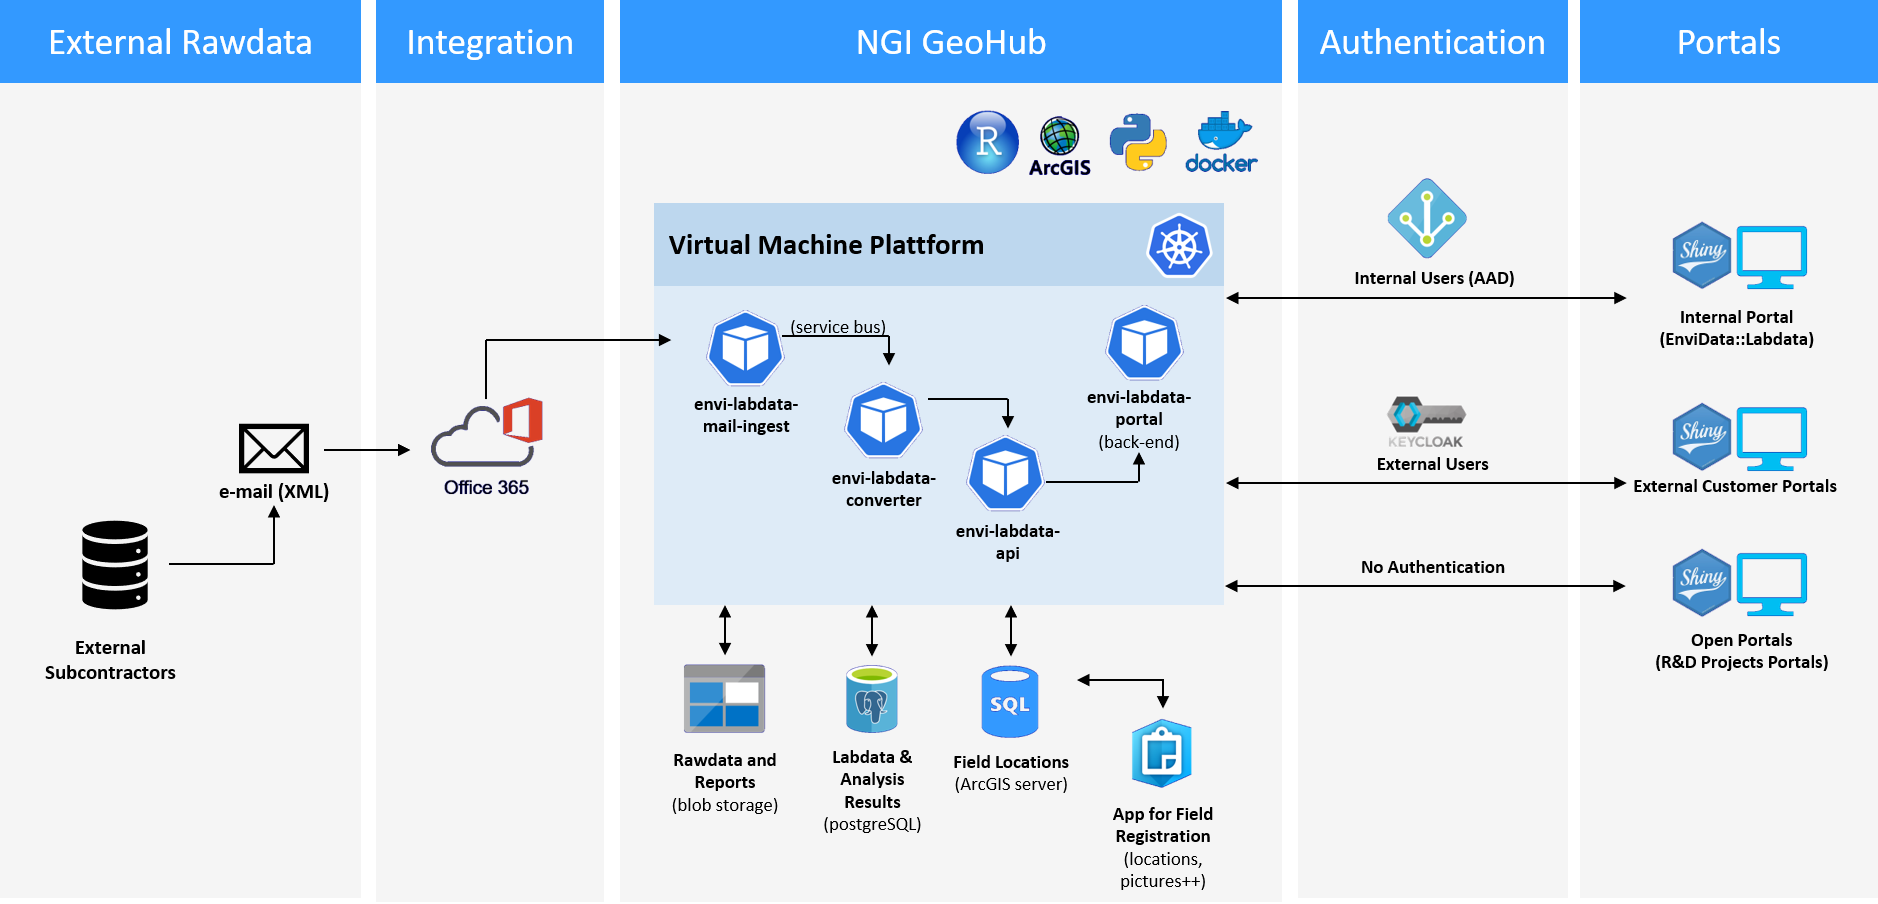 External Rawdata
Integration
NGI GeoHub
Authentication
Portals
R
ArcGIS
docker
Virtual Machine Plattform
(service bus)
envi-labdata-
mail-ingest
envi-labdata-
converter
envi-labdata-
api
envi-labdata-
portal
(back-end)
e-mail (XML)
External
Subcontractors
Office 365
Rawdata and
Reports
(blob storage)
Labdata &
Analysis
Results
(postgreSQL)
SQL
Field Locations
(ArcGIS server)
App for Field
Registration
(locations,
pictures++)
Internal Users (AAD)
KEYCLOAK
External Users
No Authentication
Shiny
Internal Portal
(EnviData::Labdata)
Shiny
External Customer Portals
Shiny
Open Portals
(R&D Projects Portals)